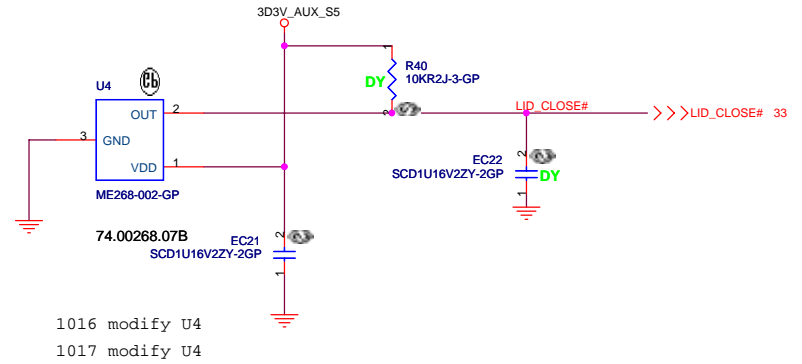 3D3V_AUX_S5
U4
OUT 2
3 GND
VDD 1
ME268-002-GP
74.00268.07B
1
R40
10KR2J-3-GP
DY
2
LID_CLOSE#
LID_CLOSE# 33
2
EC22
SCD1U16V2ZY-2GP
DY
1
2
EC21
SCD1U16V2ZY-2GP
1
1016 modify U4
1017 modify U4